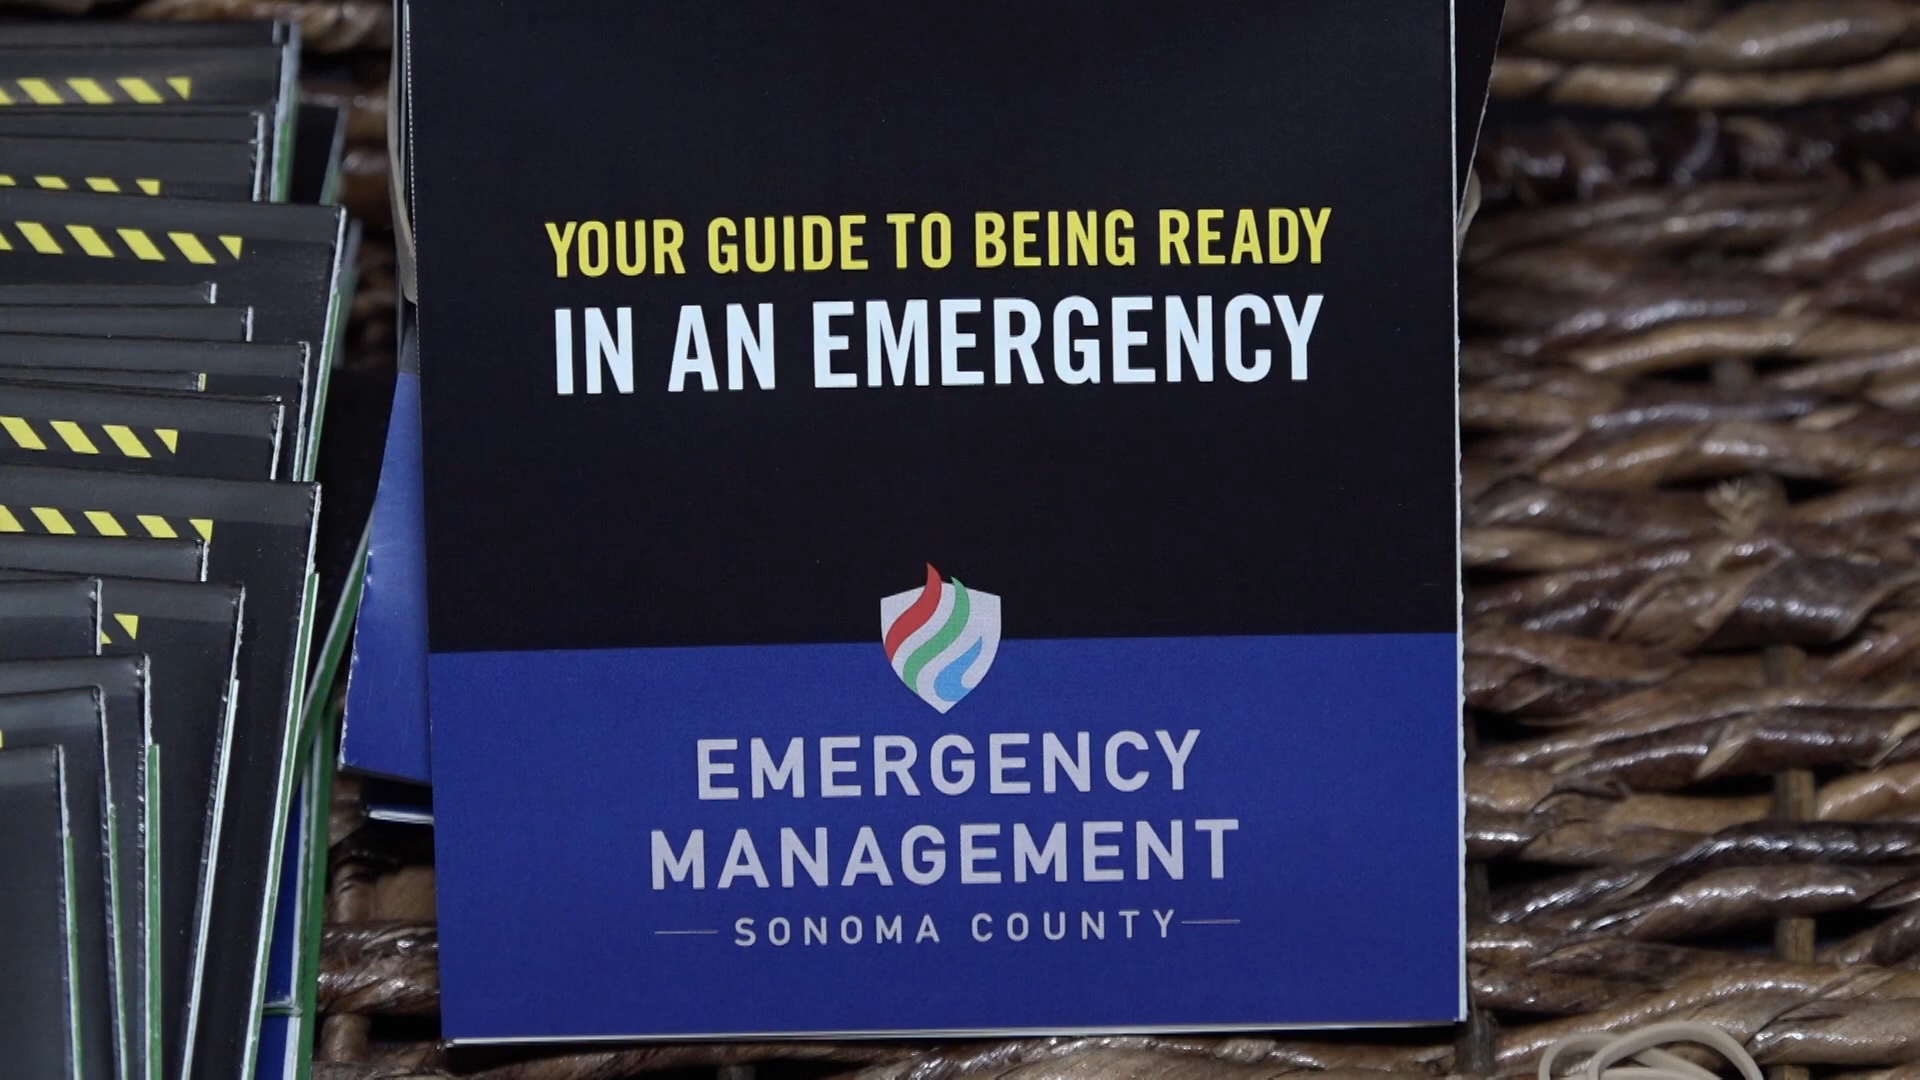 YOUR GUIDE TO BEING READY
IN AN EMERGENCY
EMERGENCY
MANAGEMENT
SONOMA COUNTY